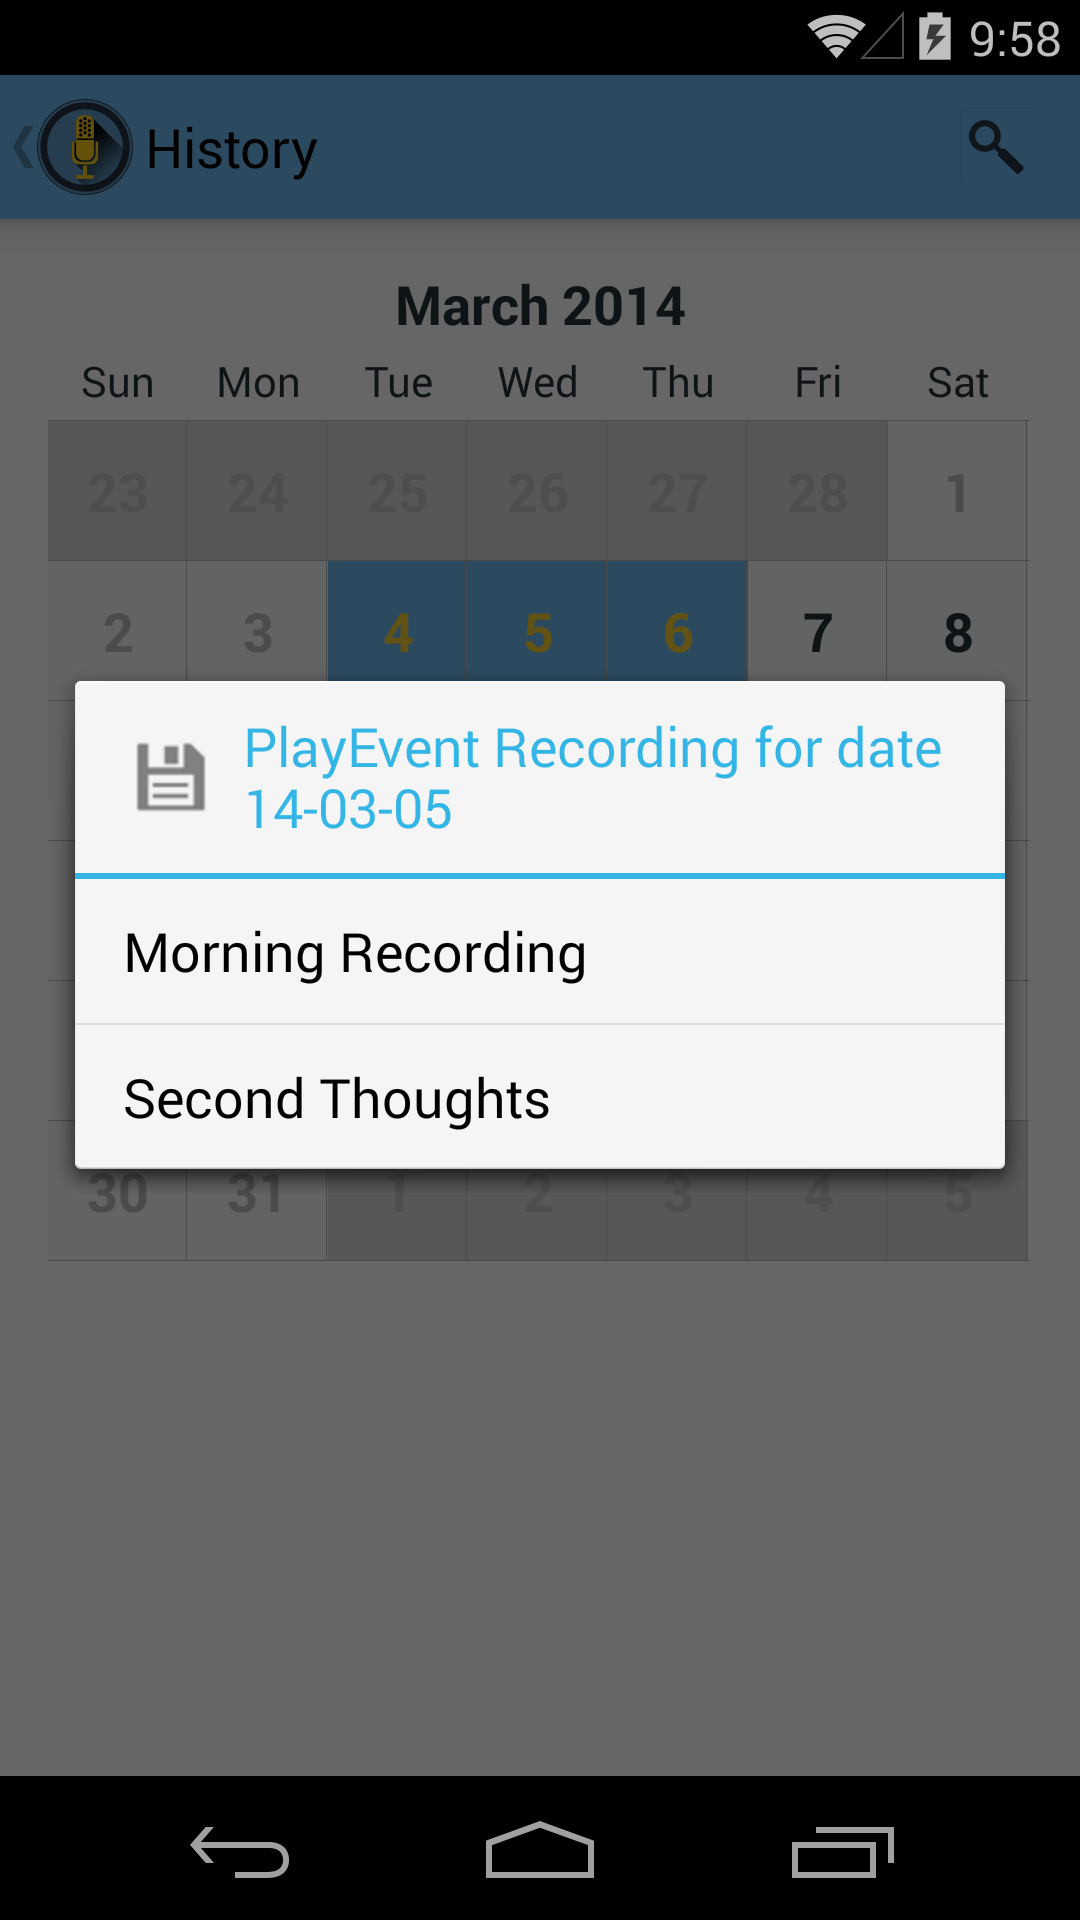 9:58
History
March 2014
Sun Mon Tue Wed Thu Fri Sat
23 24 25 26 27 28 1
2 3 4 5 6 7 8
PlayEvent Recording for date
14-03-05
Morning Recording
Second Thoughts
30 31 1 2 3 4 5